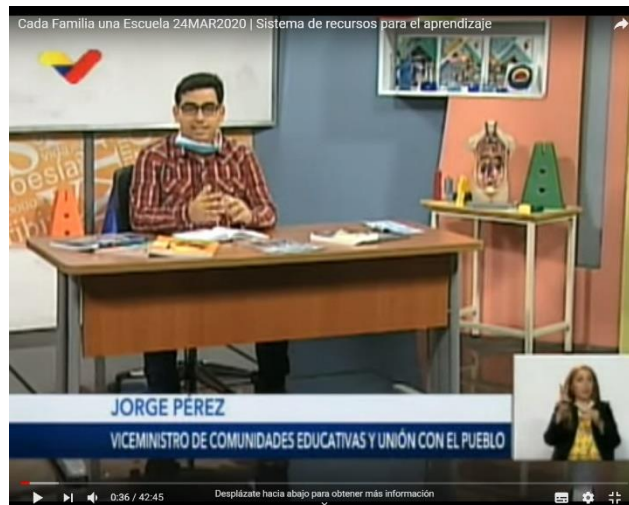 Cada Familia una Escuela 24MAR2020 | Sistema de recursos para el aprendizaje
JORGE PÉREZ
VICEMINISTRO DE COMUNIDADES EDUCATIVAS Y UNIÓN CON EL PUEBLO
0:36 / 42:45
Desplázate hacia abajo para obtener más información